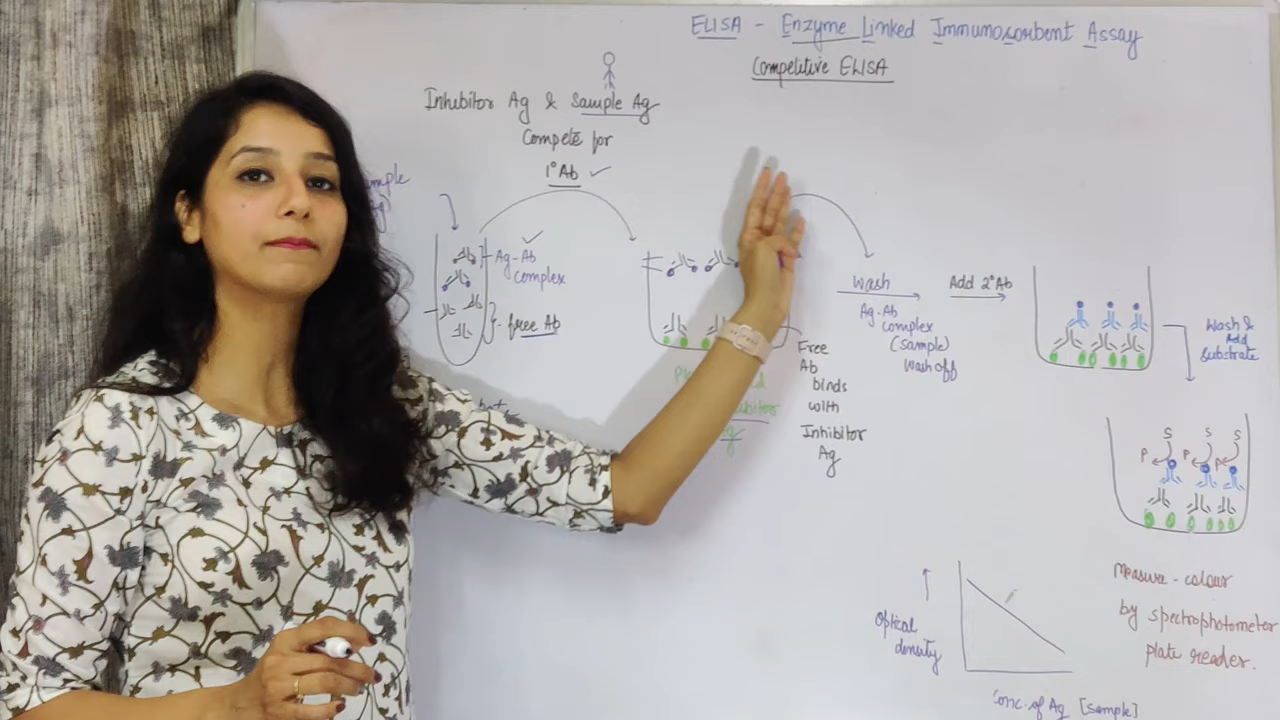 ELISA - Enzyme Linked Immunosorbent Assay
Competitive ELISA
Inhibitor Ag & Sample Ag
Compete for
1° Ab ✓
Ag-Ab
complex
free Ab
Free
Ab
binds
with
Inhibitor
Ag
Wash
Ag-Ab
complex
(sample)
wash off
Add 2° Ab
Wash &
Add
substrate
S S S
P P P
Measure - colour
by spectrophotometer
plate reader.
Optical
density
Conc. of Ag [sample]